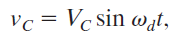 v_C = V_C sin ω_d t,